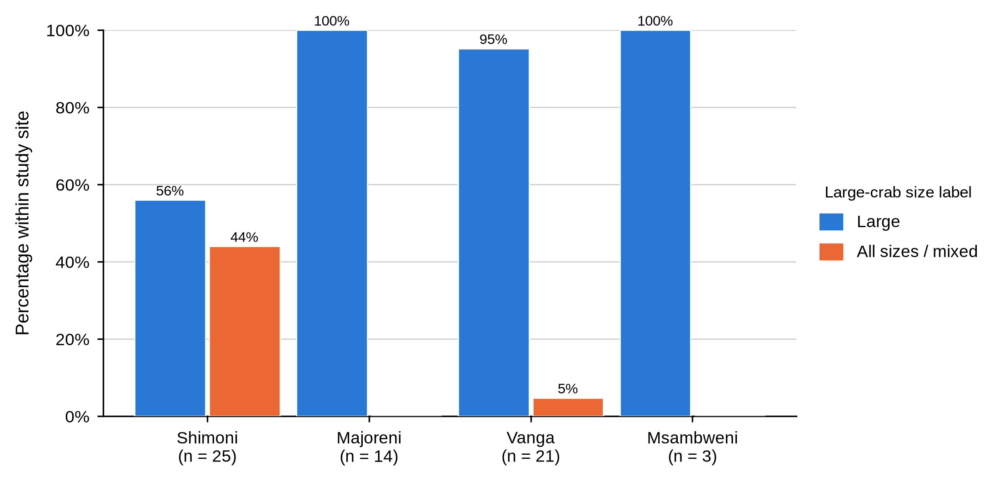 Percentage within study site
100%
80%
60%
40%
20%
0%
56%
44%
100%
95%
5%
100%
Shimoni
(n = 25)
Majoreni
(n = 14)
Vanga
(n = 21)
Msambweni
(n = 3)
Large-crab size label
Large
All sizes / mixed